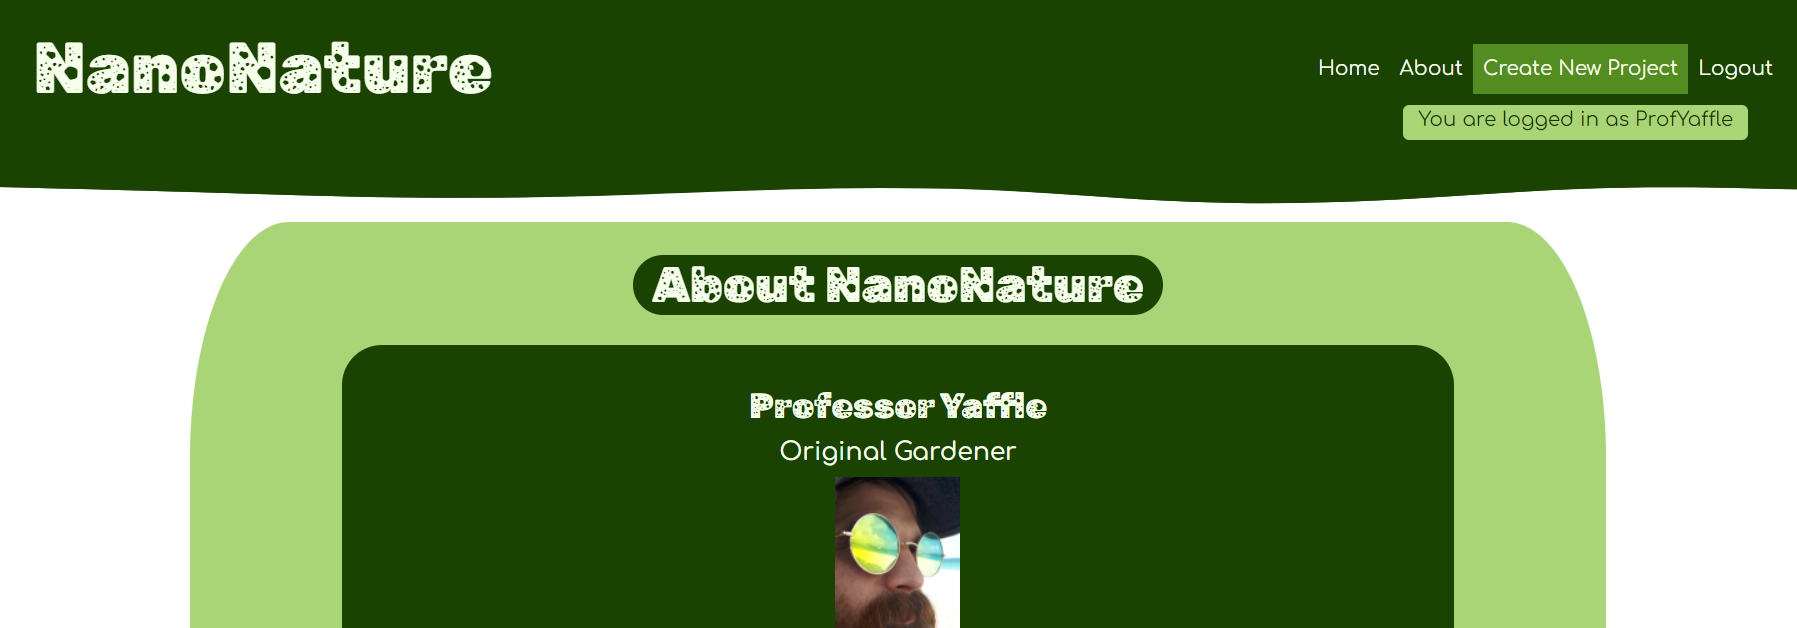 NanoNature
Home About Create New Project Logout
You are logged in as ProfYaffle
About NanoNature
Professor Yaffle
Original Gardener